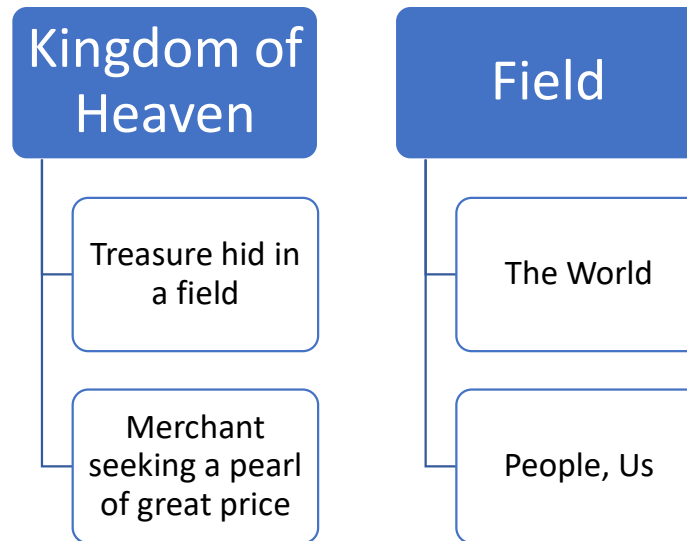 Kingdom of
Heaven
Treasure hid in
a field
Merchant
seeking a pearl
of great price
Field
The World
People, Us